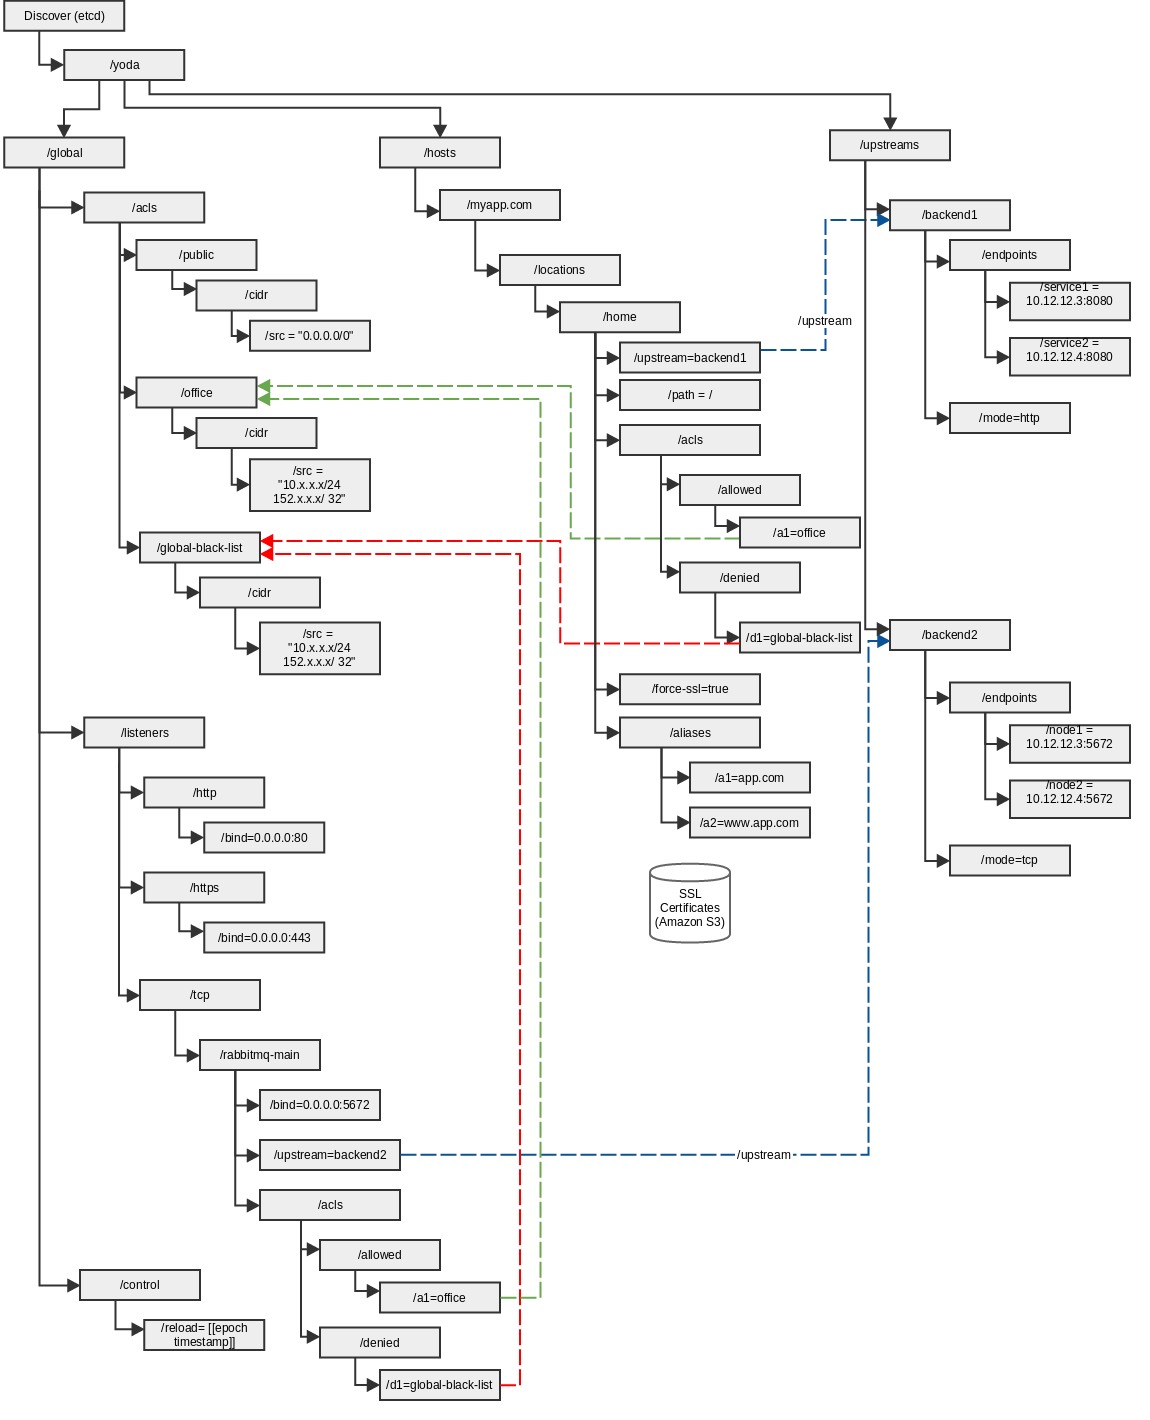 Discover (etcd)
/yoda
/global
/hosts
/upstreams
/acls
/public
/cidr
/src = "0.0.0.0/0"
/office
/cidr
/src =
"10.x.x.x/24
152.x.x.x/ 32"
/global-black-list
/cidr
/src =
"10.x.x.x/24
152.x.x.x/ 32"
/listeners
/http
/bind=0.0.0.0:80
/https
/bind=0.0.0.0:443
/tcp
/rabbitmq-main
/bind=0.0.0.0:5672
/upstream=backend2
/upstream
/acls
/allowed
/a1=office
/denied
/d1=global-black-list
/control
/reload= [[epoch
timestamp]]
/myapp.com
/locations
/home
/upstream=backend1
/upstream
/path = /
/acls
/allowed
/a1=office
/denied
/d1=global-black-list
/force-ssl=true
/aliases
/a1=app.com
/a2=www.app.com
SSL
Certificates
(Amazon S3)
/backend1
/endpoints
/service1 =
10.12.12.3:8080
/service2 =
10.12.12.4:8080
/mode=http
/backend2
/endpoints
/node1 =
10.12.12.3:5672
/node2 =
10.12.12.4:5672
/mode=tcp